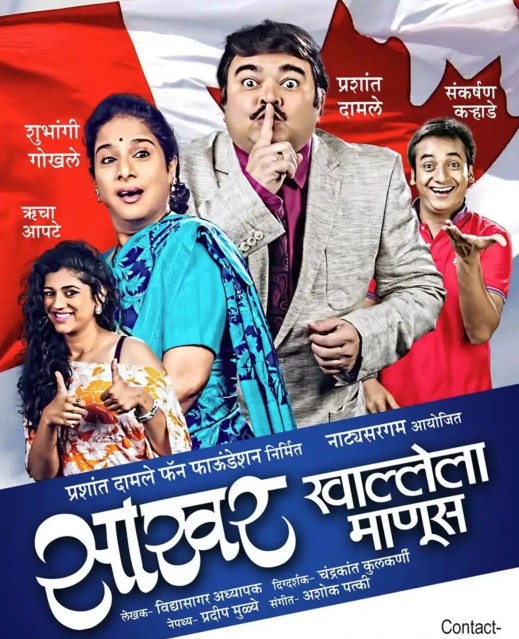 प्रशांत
दामले
संकर्षण
कऱ्हाडे
शुभांगी
गोखले
ऋचा
आपटे
प्रशांत दामले फॅन फाऊंडेशन निर्मित
नाट्यसरगम आयोजित
साखर
खाल्लेला
माणूस
लेखक- विद्यासागर अध्यापक दिग्दर्शक- चंद्रकांत कुलकर्णी
नेपथ्य- प्रदीप मुळ्ये संगीत- अशोक पत्की
Contact-